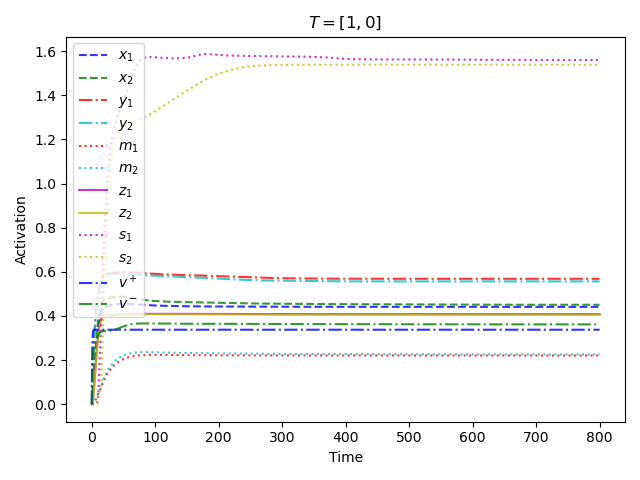 T = [1, 0]
1.6
1.4
1.2
1.0
0.8
0.6
0.4
0.2
0.0
Activation
x₁
x₂
y₁
y₂
m₁
m₂
z₁
z₂
s₁
s₂
v⁺
v⁻
0 100 200 300 400 500 600 700 800
Time